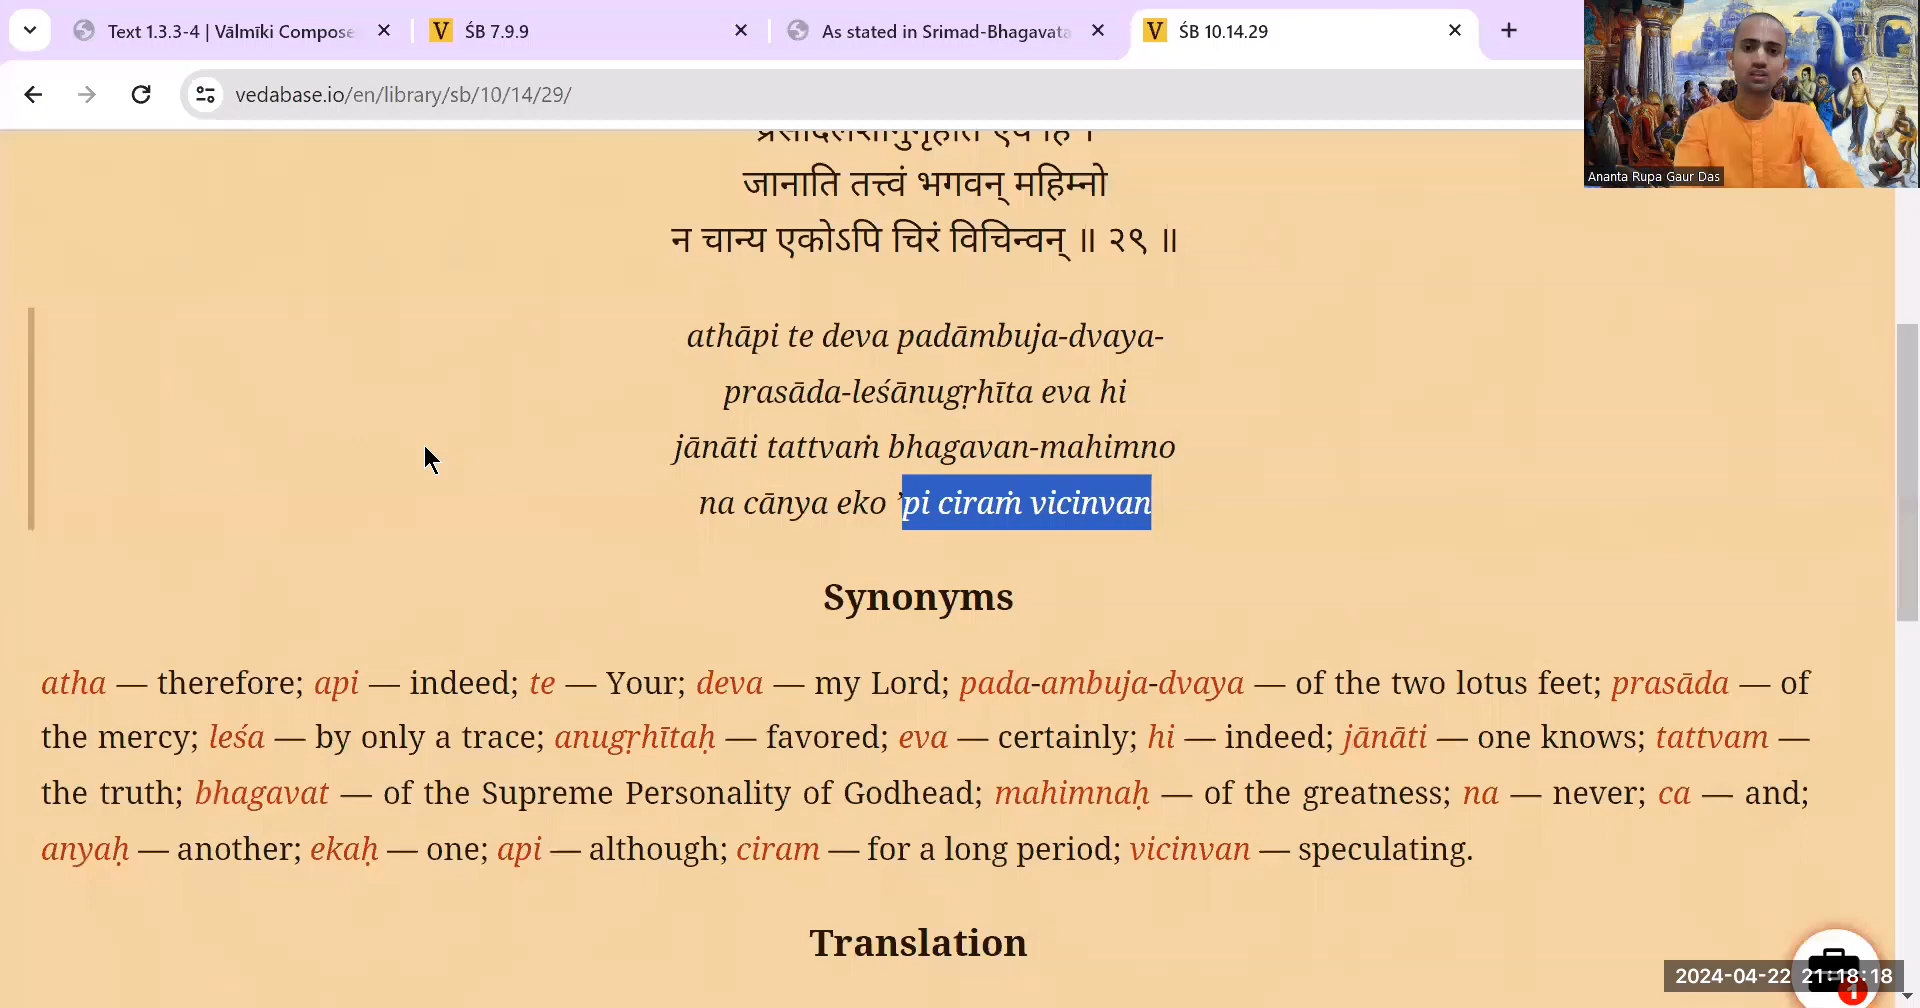 Text 1.3.3-4 | Vālmīki Compose
ŚB 7.9.9
As stated in Srimad-Bhagavata
ŚB 10.14.29
vedabase.io/en/library/sb/10/14/29/
Ananta Rupa Gaur Das
प्रसादलेशानुगृहीत एव हि ।
जानाति तत्त्वं भगवन् महिम्नो
न चान्य एकोऽपि चिरं विचिन्वन् ॥ २९ ॥
athāpi te deva padāmbuja-dvaya-
prasāda-leśānugṛhīta eva hi
jānāti tattvaṁ bhagavan-mahimno
na cānya eko ’pi ciraṁ vicinvan
Synonyms
atha — therefore; api — indeed; te — Your; deva — my Lord; pada-ambuja-dvaya — of the two lotus feet; prasāda — of
the mercy; leśa — by only a trace; anugṛhītaḥ — favored; eva — certainly; hi — indeed; jānāti — one knows; tattvam —
the truth; bhagavat — of the Supreme Personality of Godhead; mahimnaḥ — of the greatness; na — never; ca — and;
anyaḥ — another; ekaḥ — one; api — although; ciram — for a long period; vicinvan — speculating.
Translation
2024-04-22 21:18:18
1